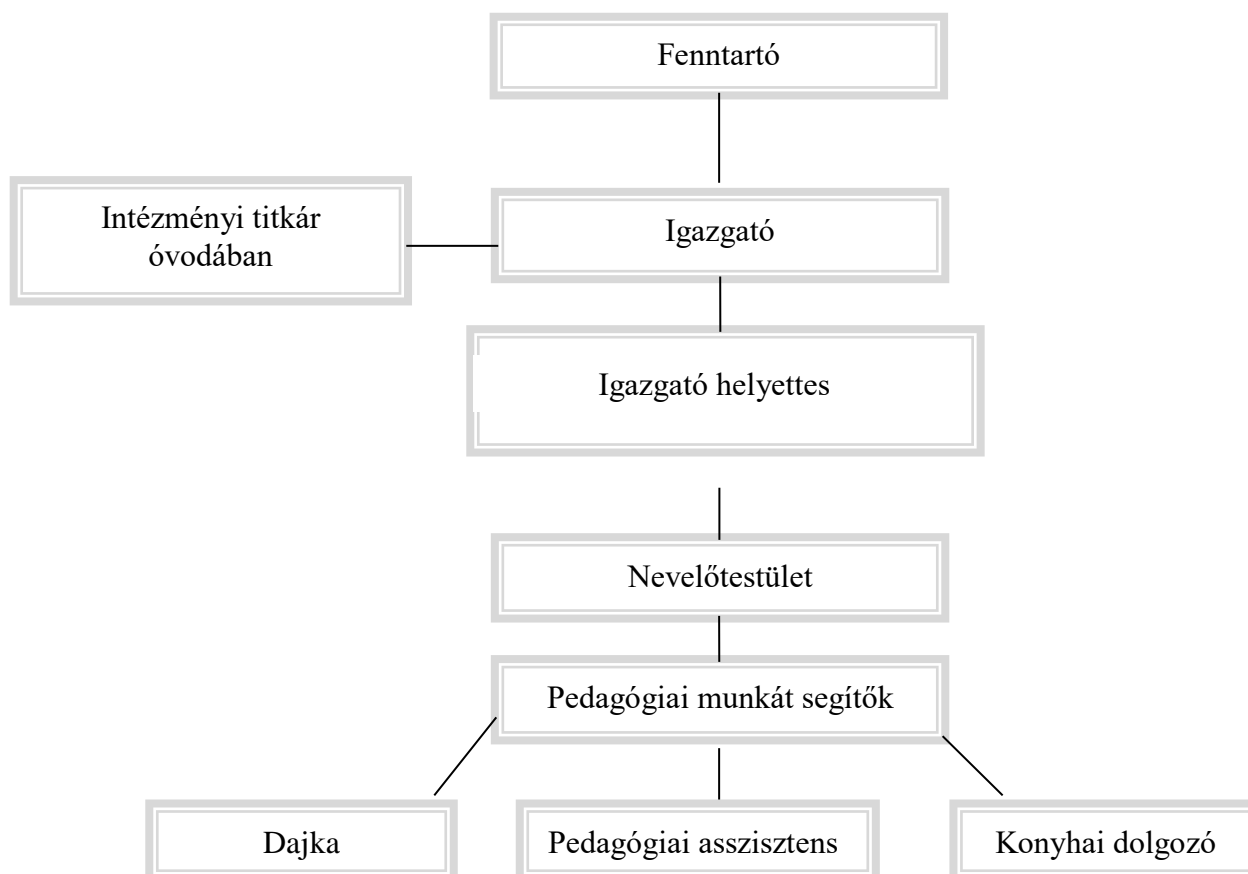 Fenntartó
Intézményi titkár
óvodában
Igazgató
Igazgató helyettes
Nevelőtestület
Pedagógiai munkát segítők
Dajka
Pedagógiai asszisztens
Konyhai dolgozó